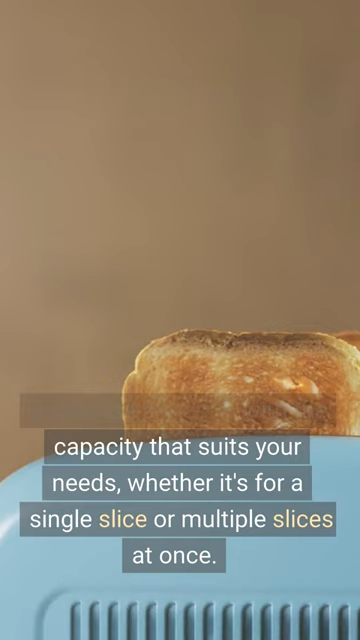 capacity that suits your
needs, whether it's for a
single slice or multiple slices
at once.